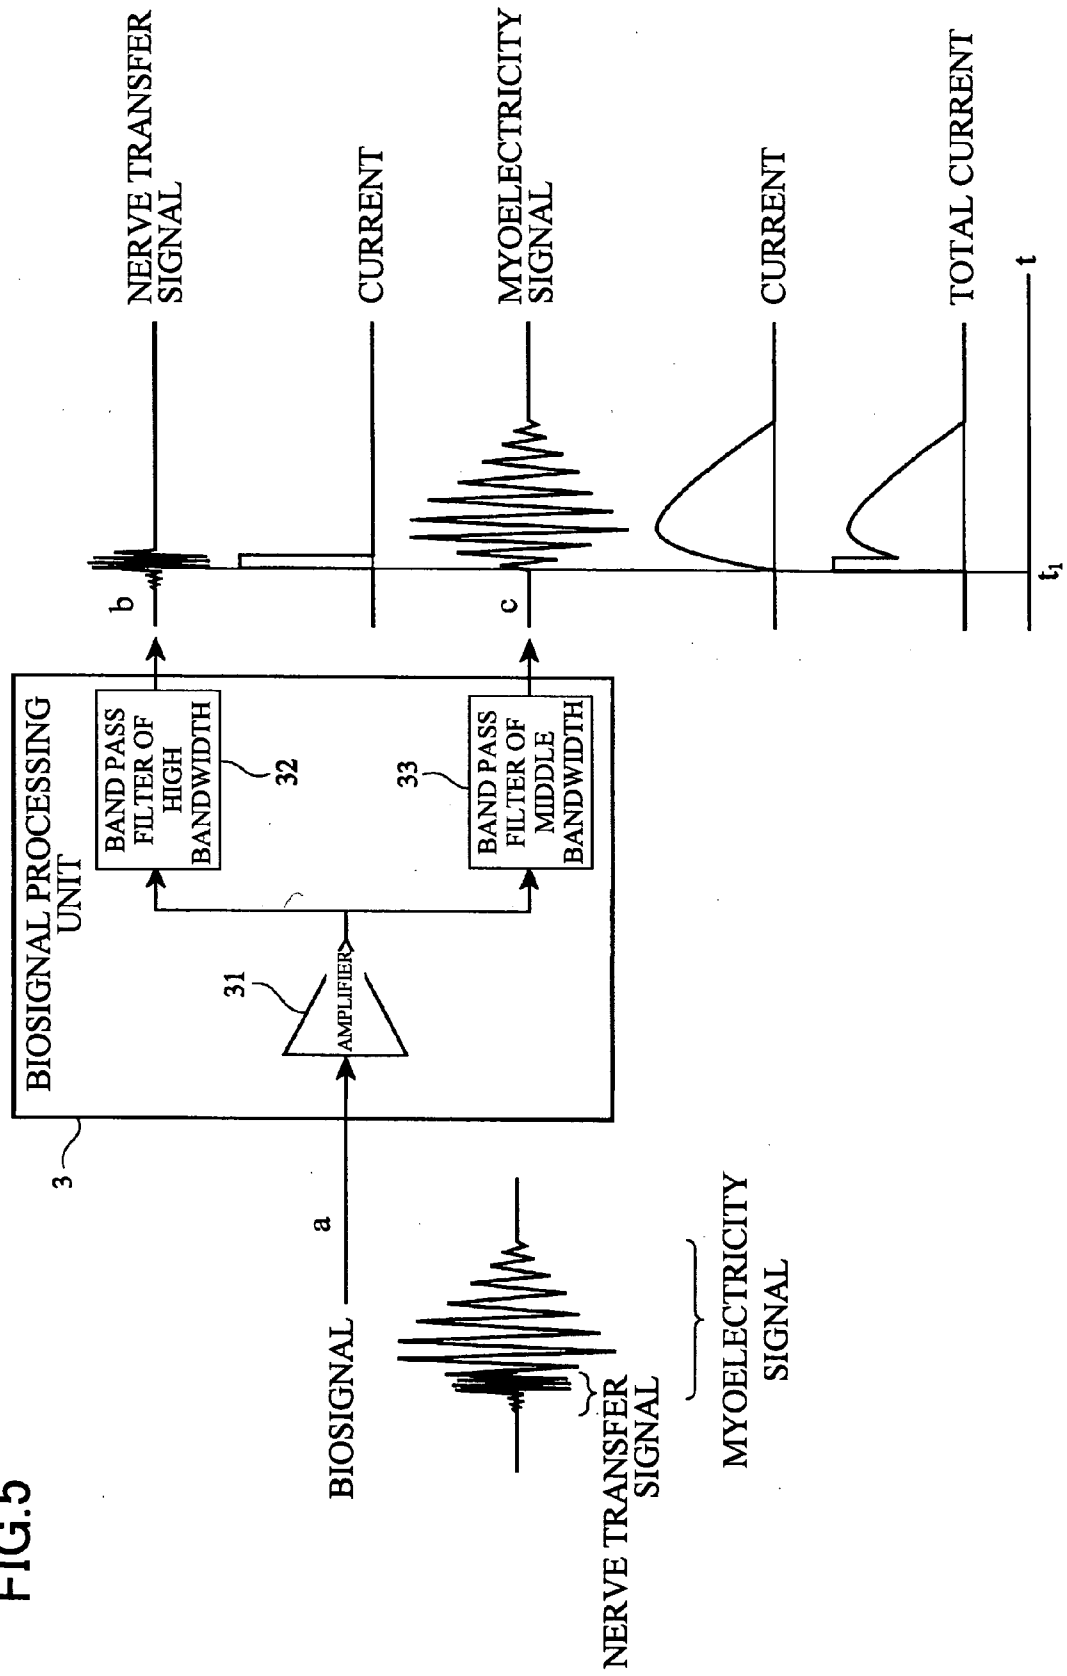 FIG.5
BIOSIGNAL PROCESSING
UNIT
3
BIOSIGNAL
a
31
AMPLIFIER
BAND PASS
FILTER OF
HIGH
BANDWIDTH
32
33
BAND PASS
FILTER OF
MIDDLE
BANDWIDTH
b
NERVE TRANSFER
SIGNAL
CURRENT
c
MYOELECTRICITY
SIGNAL
CURRENT
TOTAL CURRENT
t1
t
NERVE TRANSFER
SIGNAL
MYOELECTRICITY
SIGNAL